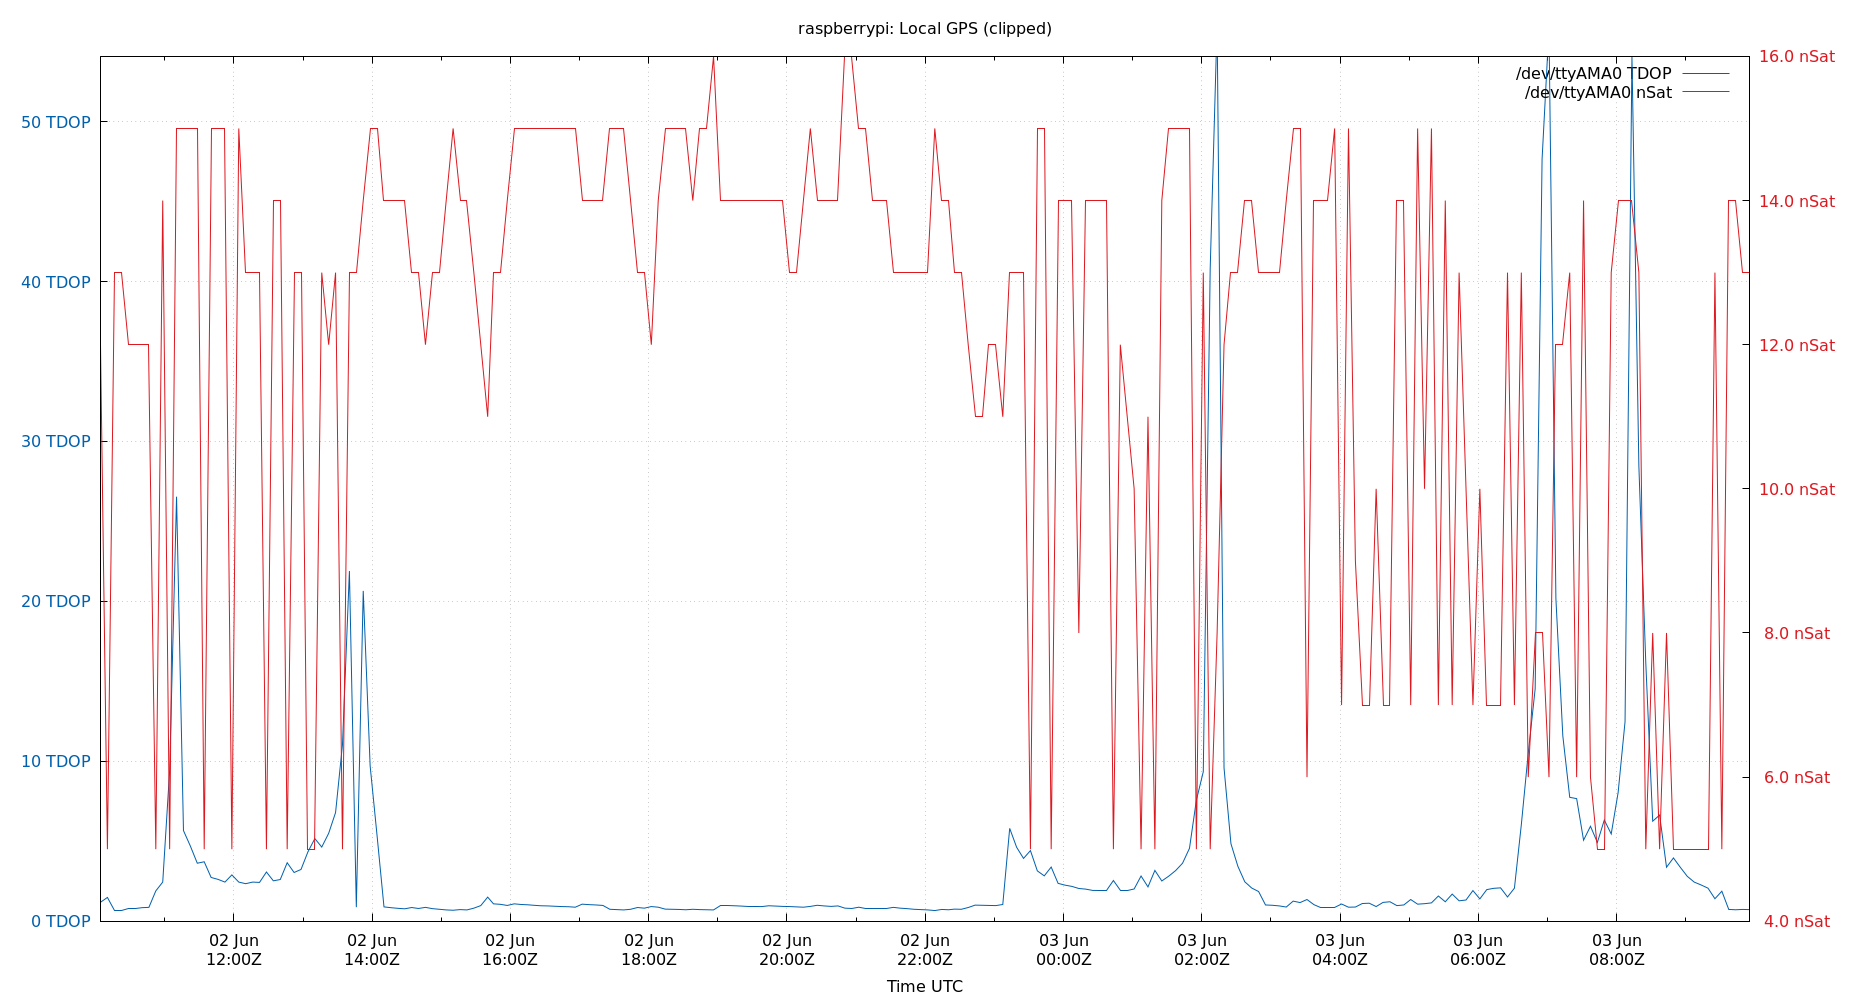 raspberrypi: Local GPS (clipped)
16.0 nSat
/dev/ttyAMA0 TDOP
/dev/ttyAMA0 nSat
50 TDOP
14.0 nSat
40 TDOP
12.0 nSat
30 TDOP
10.0 nSat
20 TDOP
8.0 nSat
10 TDOP
6.0 nSat
0 TDOP
4.0 nSat
02 Jun 02 Jun 02 Jun 02 Jun 02 Jun 02 Jun 03 Jun 03 Jun 03 Jun 03 Jun 03 Jun
12:00Z 14:00Z 16:00Z 18:00Z 20:00Z 22:00Z 00:00Z 02:00Z 04:00Z 06:00Z 08:00Z
Time UTC